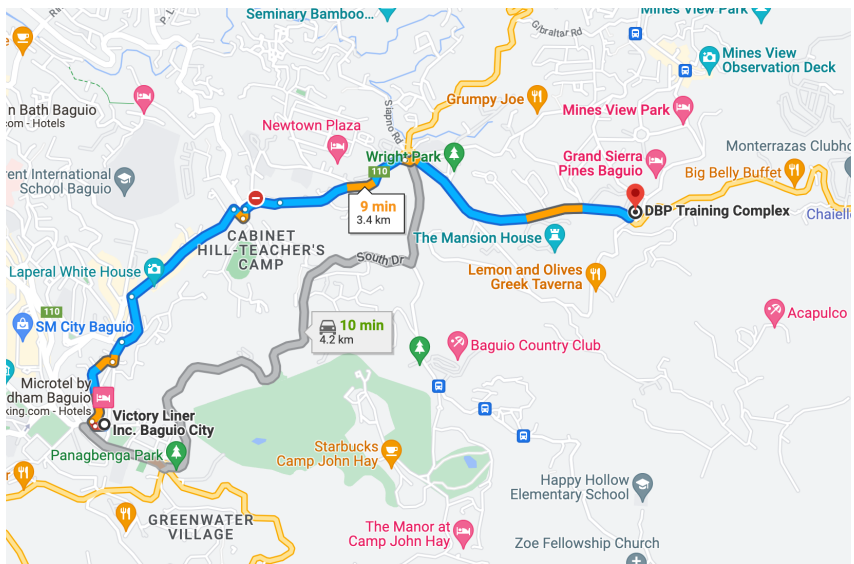 Seminary Bamboo...
Mines View Park
Gibraltar Rd
Mines View
Observation Deck
n Bath Baguio
com - Hotels
Grumpy Joe
Mines View Park
Siapno Rd
Newtown Plaza
Wright Park
110
Monterrazas Clubho
Grand Sierra
Pines Baguio
Big Belly Buffet
rent International
School Baguio
9 min
3.4 km
DBP Training Complex
Chaiele
CABINET
HILL-TEACHER'S
CAMP
The Mansion House
South Dr
Laperal White House
Lemon and Olives
Greek Taverna
110
SM City Baguio
10 min
4.2 km
Acapulco
Baguio Country Club
Microtel by
dham Baguio
king.com - Hotels
Victory Liner
Inc. Baguio City
Panagbenga Park
Starbucks
Camp John Hay
Happy Hollow
Elementary School
GREENWATER
VILLAGE
The Manor at
Camp John Hay
Zoe Fellowship Church